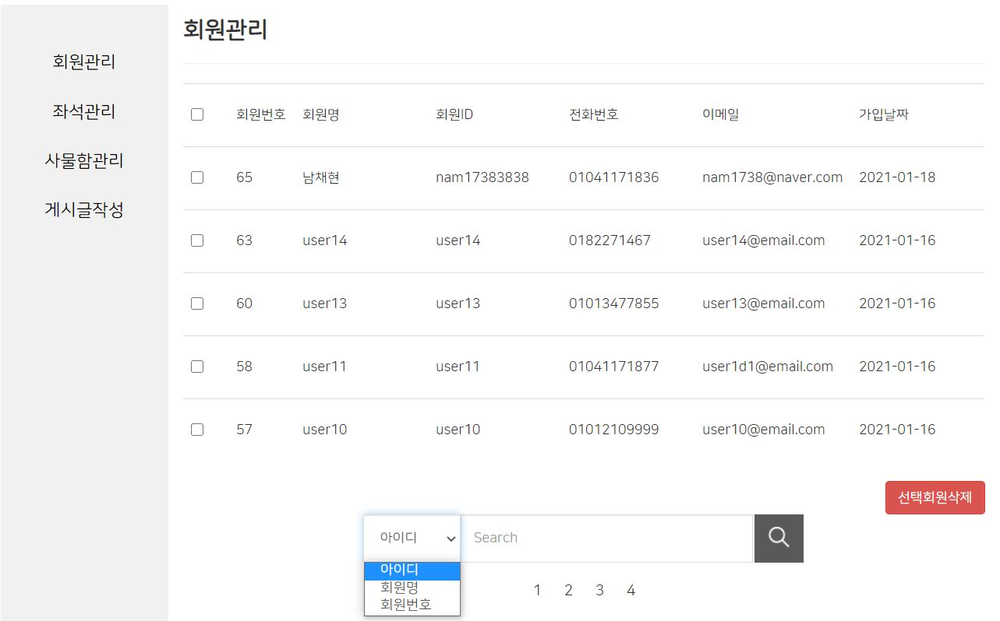 회원관리
회원관리
좌석관리
사물함관리
게시글작성
회원번호 회원명 회원ID 전화번호 이메일 가입날짜
65 남채현 nam17383838 01041171836 nam1738@naver.com 2021-01-18
63 user14 user14 0182271467 user14@email.com 2021-01-16
60 user13 user13 01013477855 user13@email.com 2021-01-16
58 user11 user11 01041171877 user1d1@email.com 2021-01-16
57 user10 user10 01012109999 user10@email.com 2021-01-16
선택회원삭제
아이디 Search
아이디
회원명
회원번호
1 2 3 4